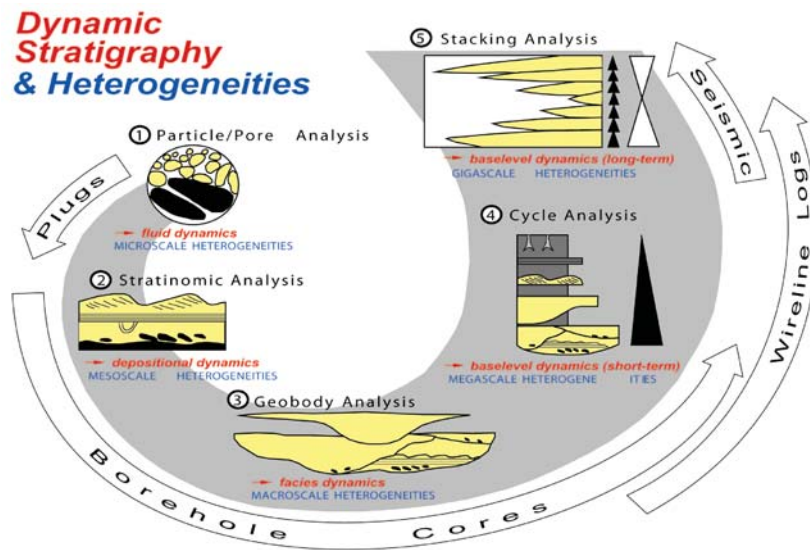 Dynamic
Stratigraphy
& Heterogeneities
5 Stacking Analysis
baselevel dynamics (long-term)
GIGASCALE HETEROGENEITIES
1 Particle/Pore Analysis
fluid dynamics
MICROSCALE HETEROGENEITIES
4 Cycle Analysis
baselevel dynamics (short-term)
MEGASCALE HETEROGENE ITIES
2 Stratinomic Analysis
depositional dynamics
MESOSCALE HETEROGENEITIES
3 Geobody Analysis
facies dynamics
MACROSCALE HETEROGENEITIES
Plugs
Borehole Cores
Wireline Logs
Seismic